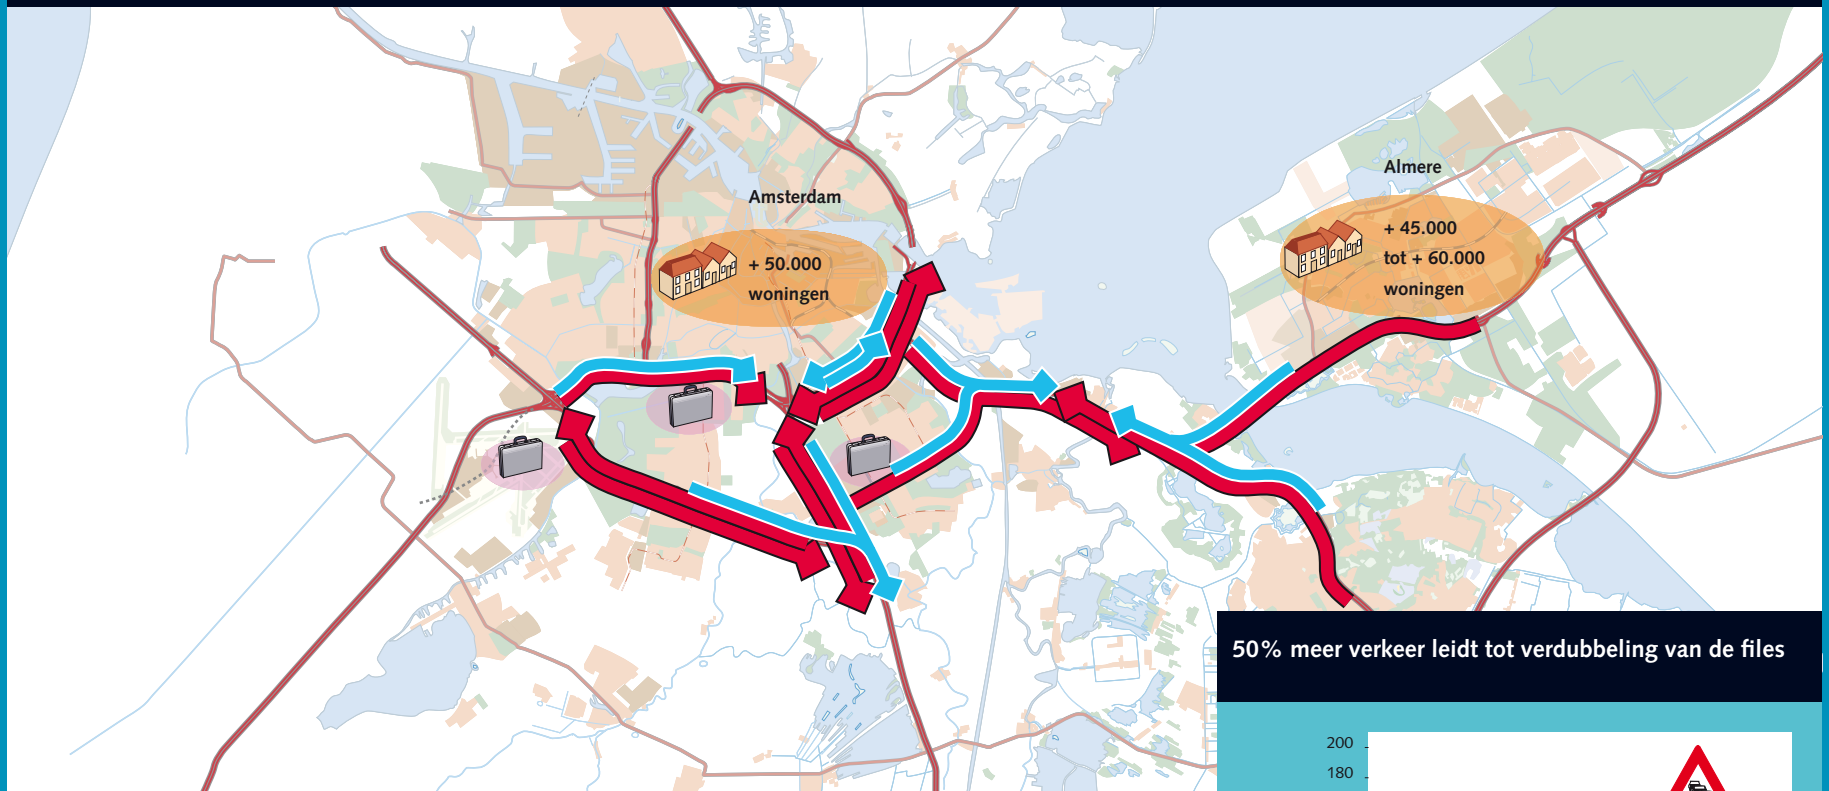 Amsterdam
+ 50.000
woningen
Almere
+ 45.000
tot + 60.000
woningen
50% meer verkeer leidt tot verdubbeling van de files
200
180